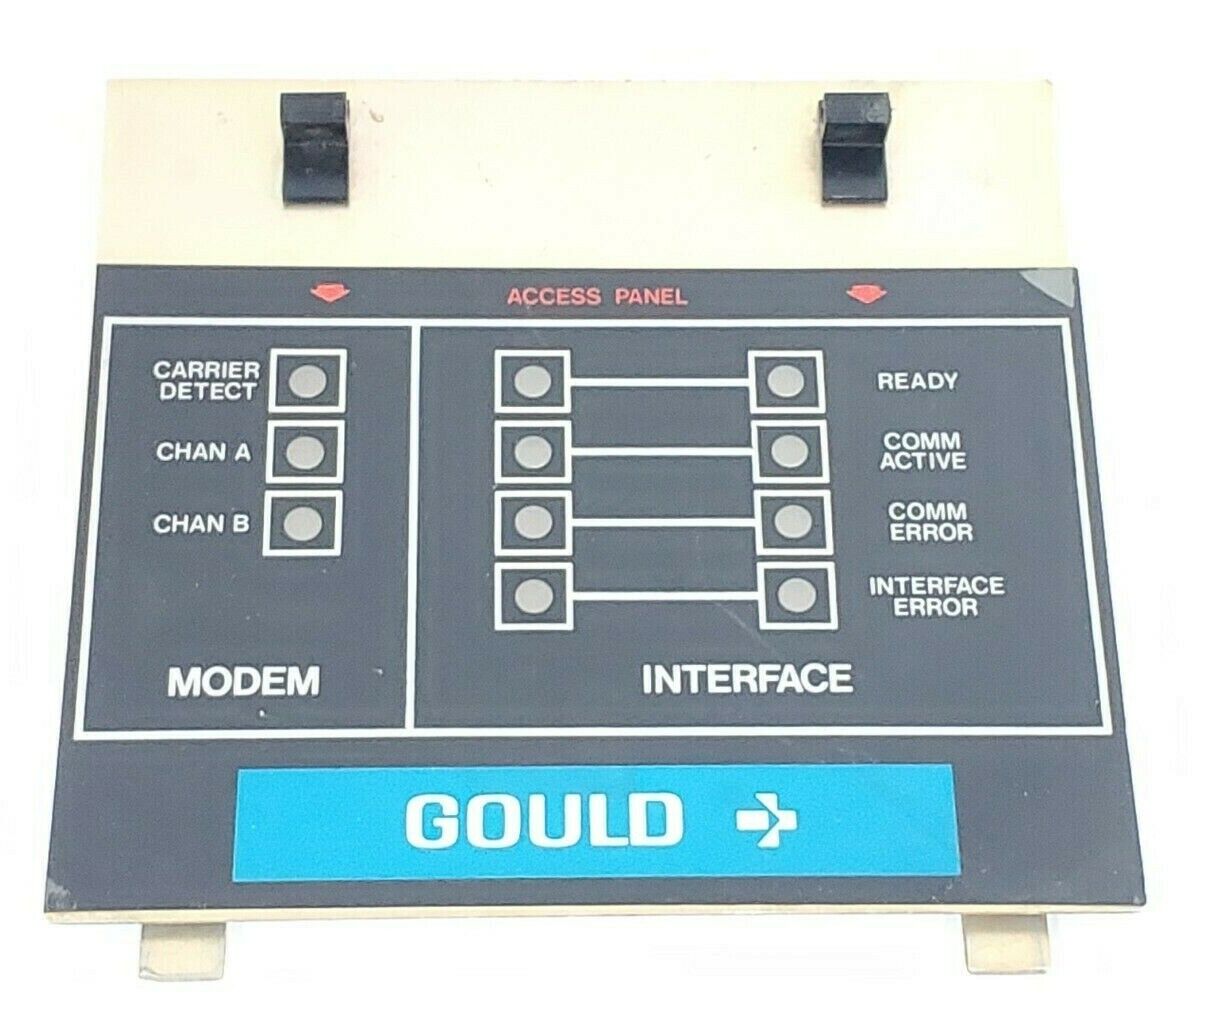 ACCESS PANEL
CARRIER
DETECT
CHAN A
CHAN B
MODEM
READY
COMM
ACTIVE
COMM
ERROR
INTERFACE
ERROR
INTERFACE
GOULD